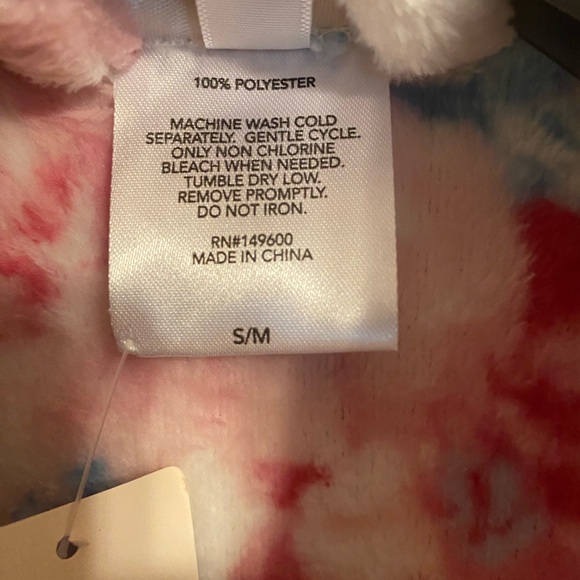 100% POLYESTER
MACHINE WASH COLD
SEPARATELY. GENTLE CYCLE.
ONLY NON CHLORINE
BLEACH WHEN NEEDED.
TUMBLE DRY LOW.
REMOVE PROMPTLY.
DO NOT IRON.
RN#149600
MADE IN CHINA
S/M